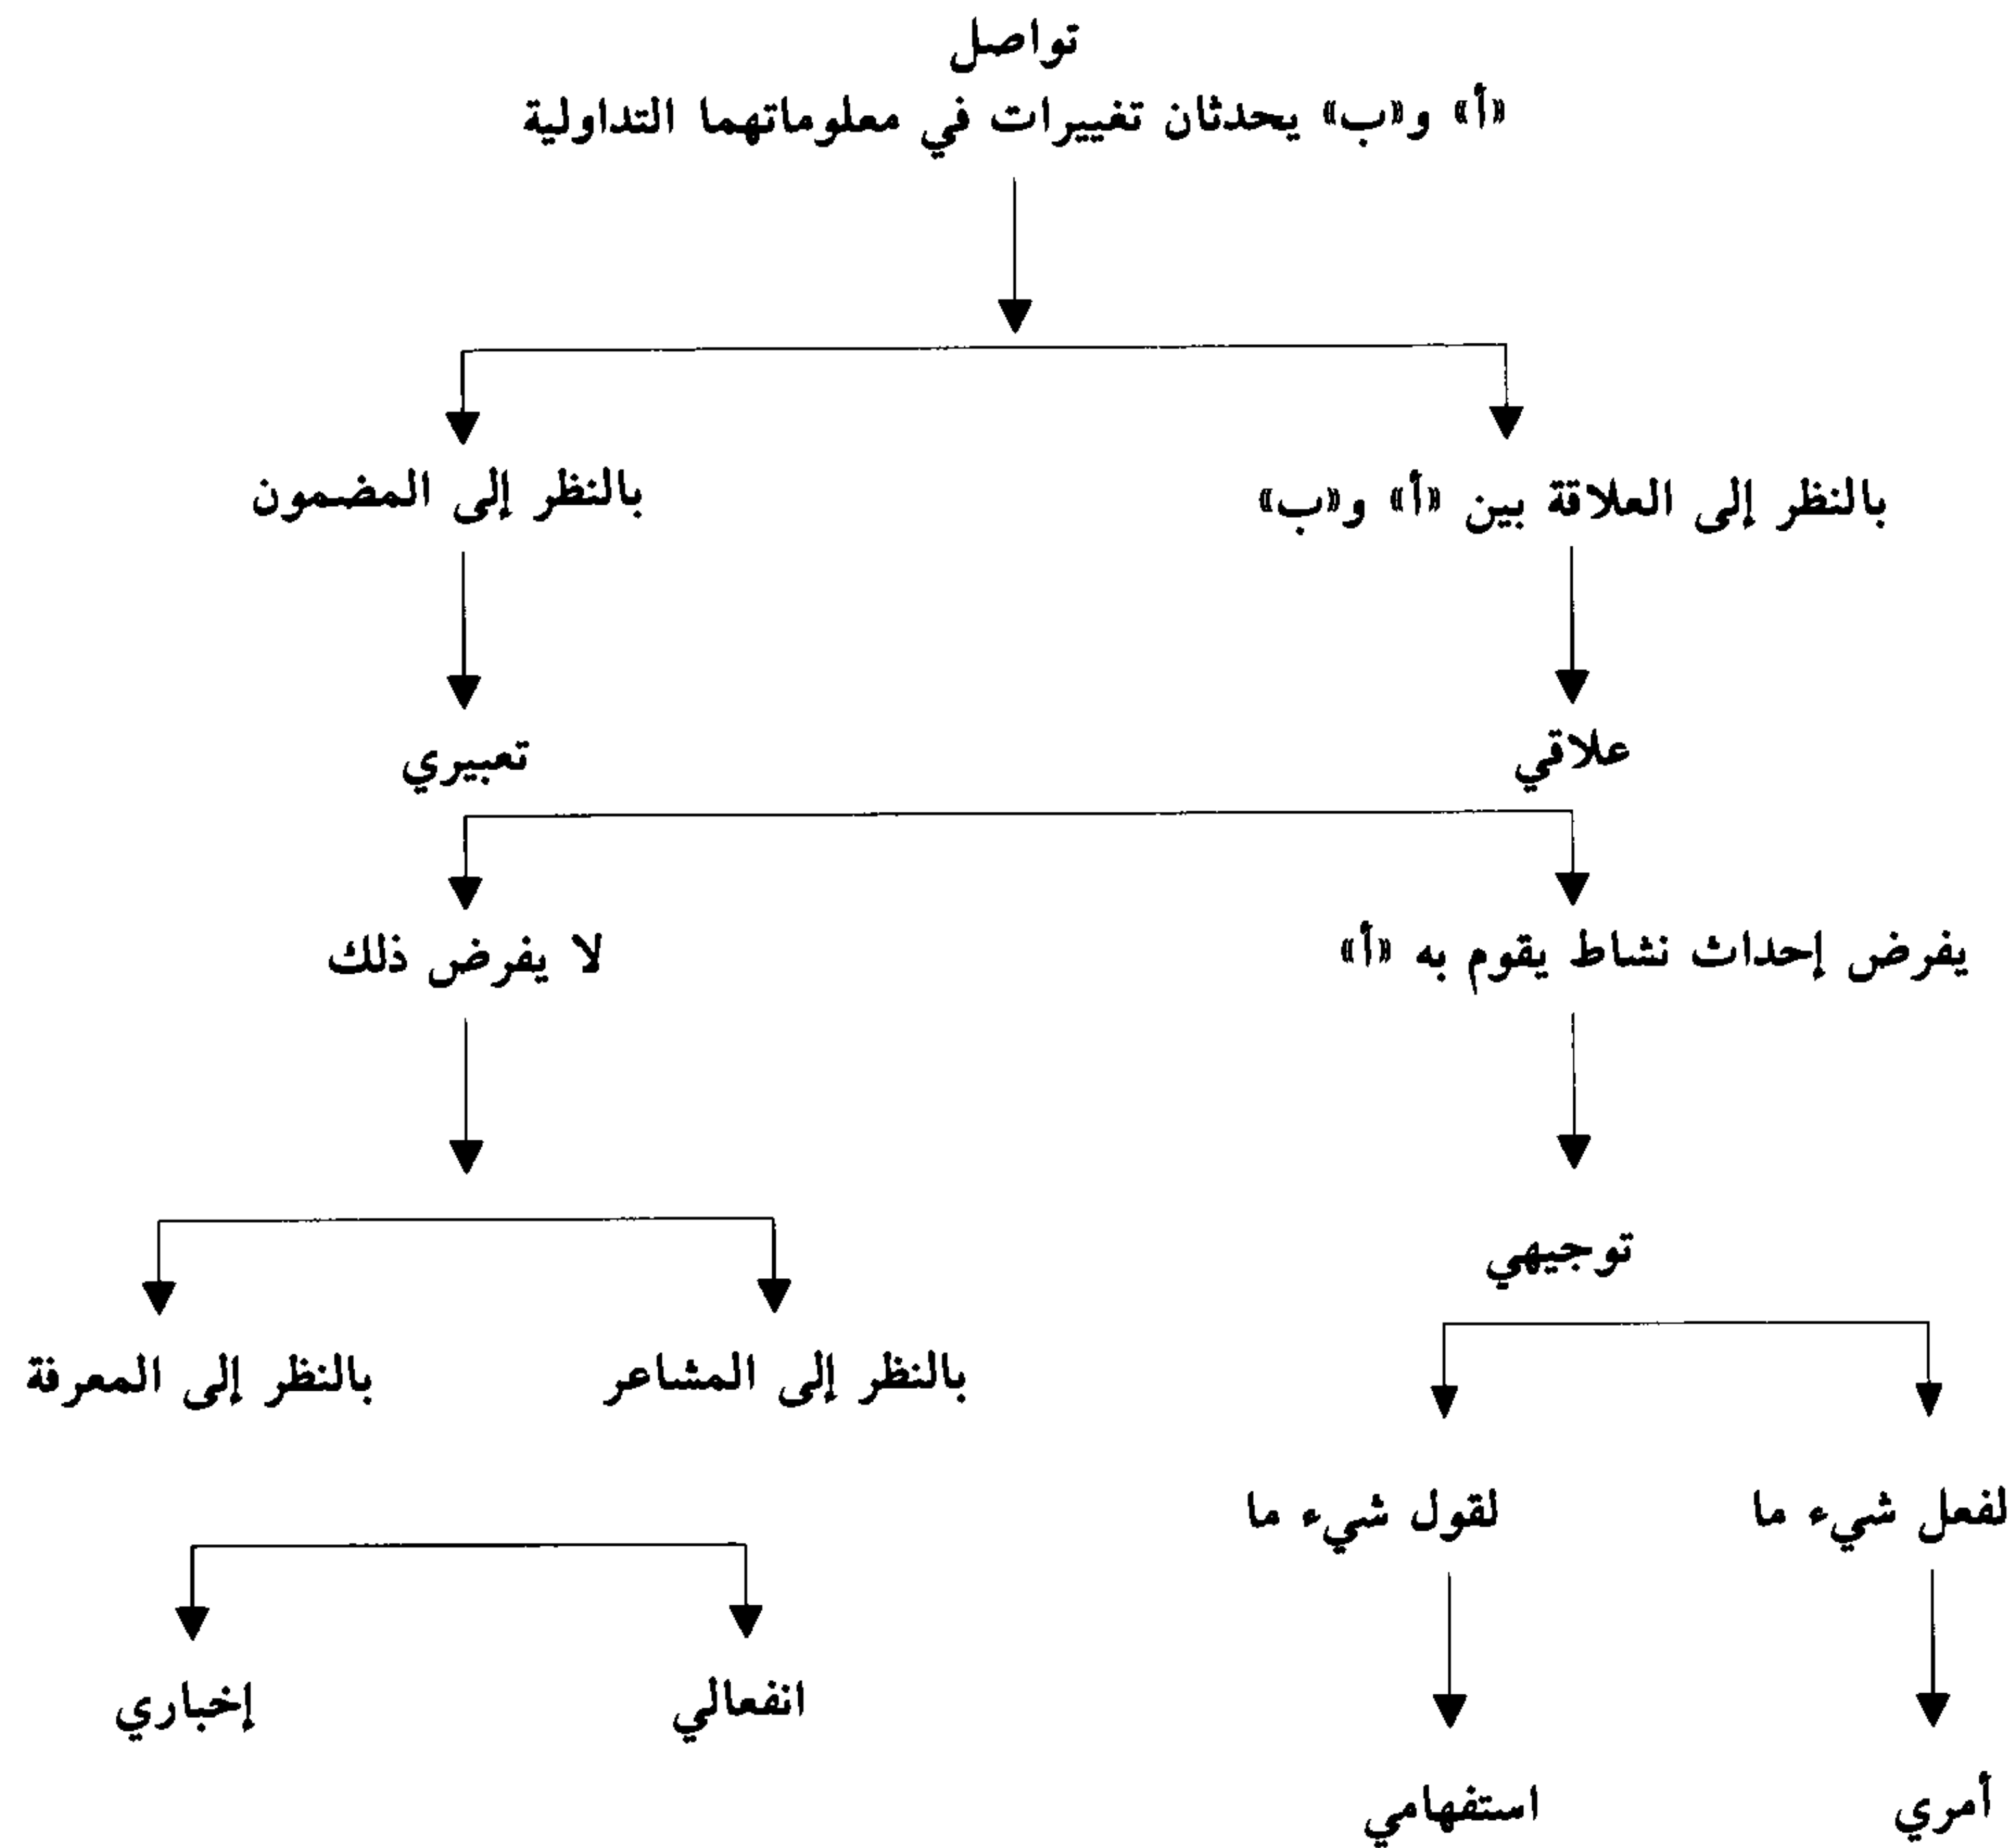 تواصل
«أ» و«ب» يحدثان تغييرات في معلوماتهما التداولية
بالنظر إلى العلاقة بين «أ» و«ب»
بالنظر إلى المضمون
علاقي
تعبيري
يفرض إحداث نشاط يقوم به «أ»
لا يفرض ذلك
توجيهي
بالنظر إلى المشاعر
بالنظر إلى المعرفة
لفعل شيء ما
لقول شيء ما
انفعالي
إخباري
أمري
استفهامي